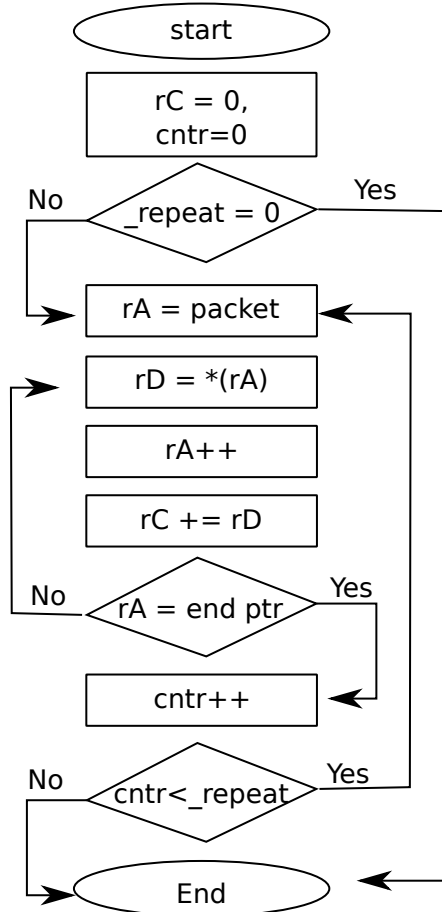 start
rC = 0,
cntr=0
No
Yes
_repeat = 0
rA = packet
rD = *(rA)
rA++
rC += rD
No
Yes
rA = end ptr
cntr++
No
Yes
cntr<_repeat
End